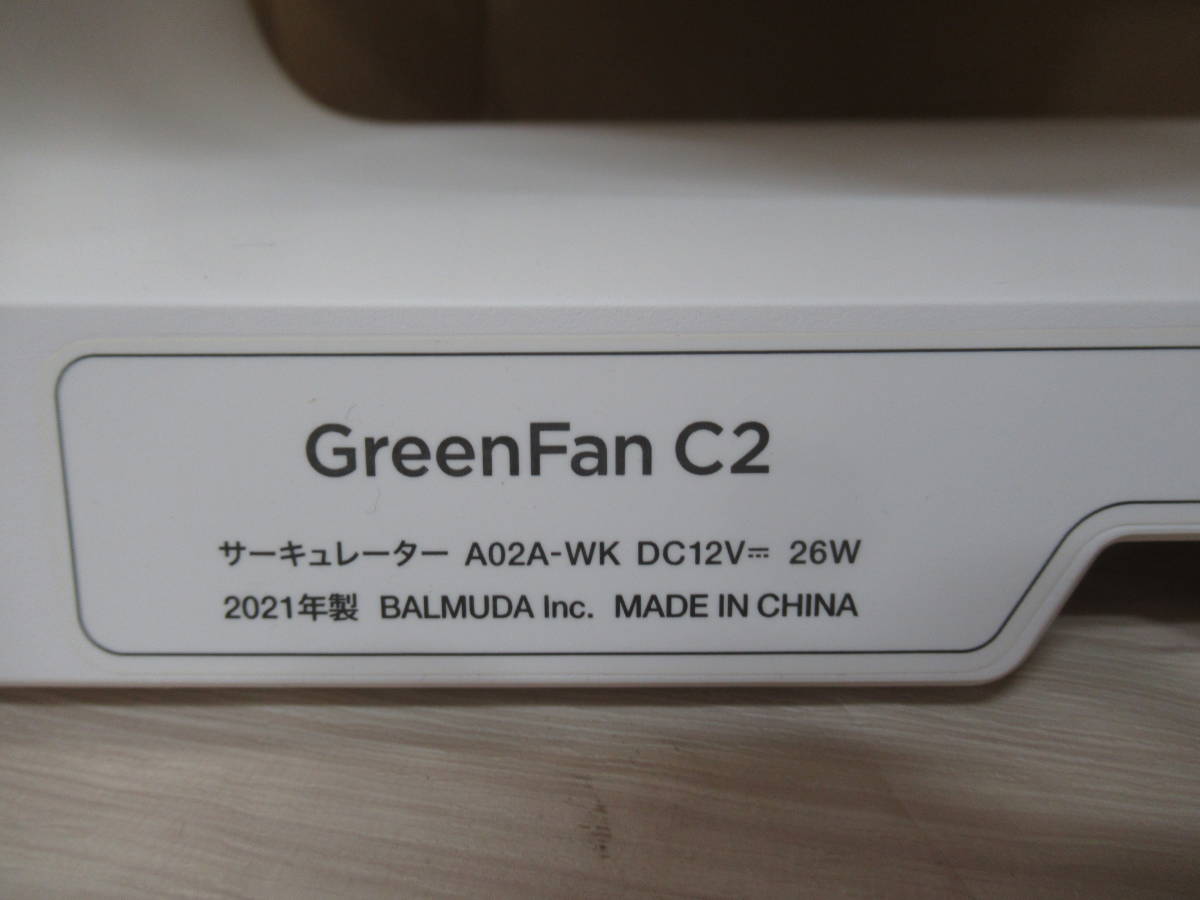 GreenFan C2
サーキュレーター A02A-WK DC12V⎓ 26W
2021年製 BALMUDA Inc. MADE IN CHINA